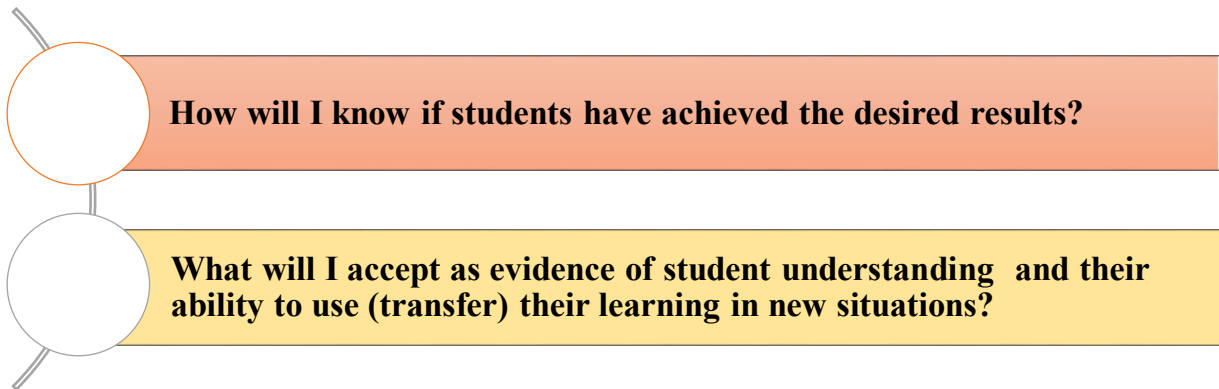 How will I know if students have achieved the desired results?
What will I accept as evidence of student understanding  and their
ability to use (transfer) their learning in new situations?